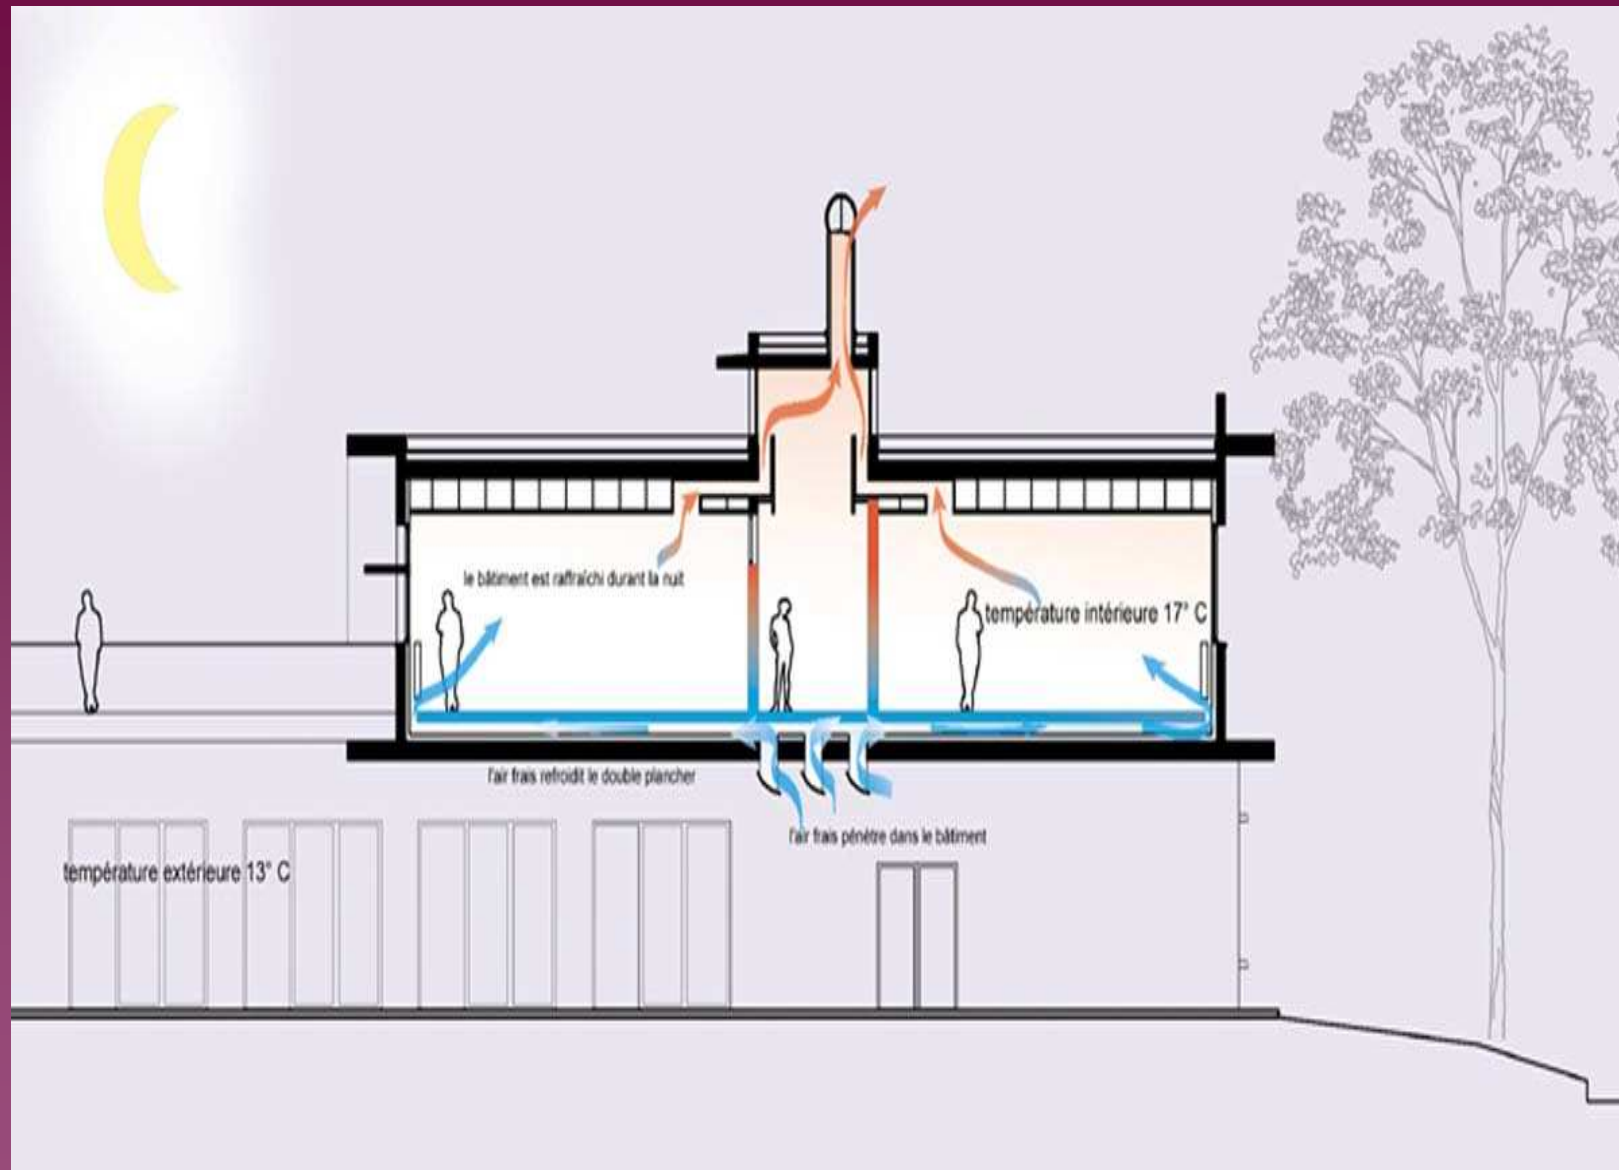 le bâtiment est raffraîchi durant la nuit
température intérieure 17° C
l'air frais refroidit le double plancher
l'air frais pénètre dans le bâtiment
température extérieure 13° C